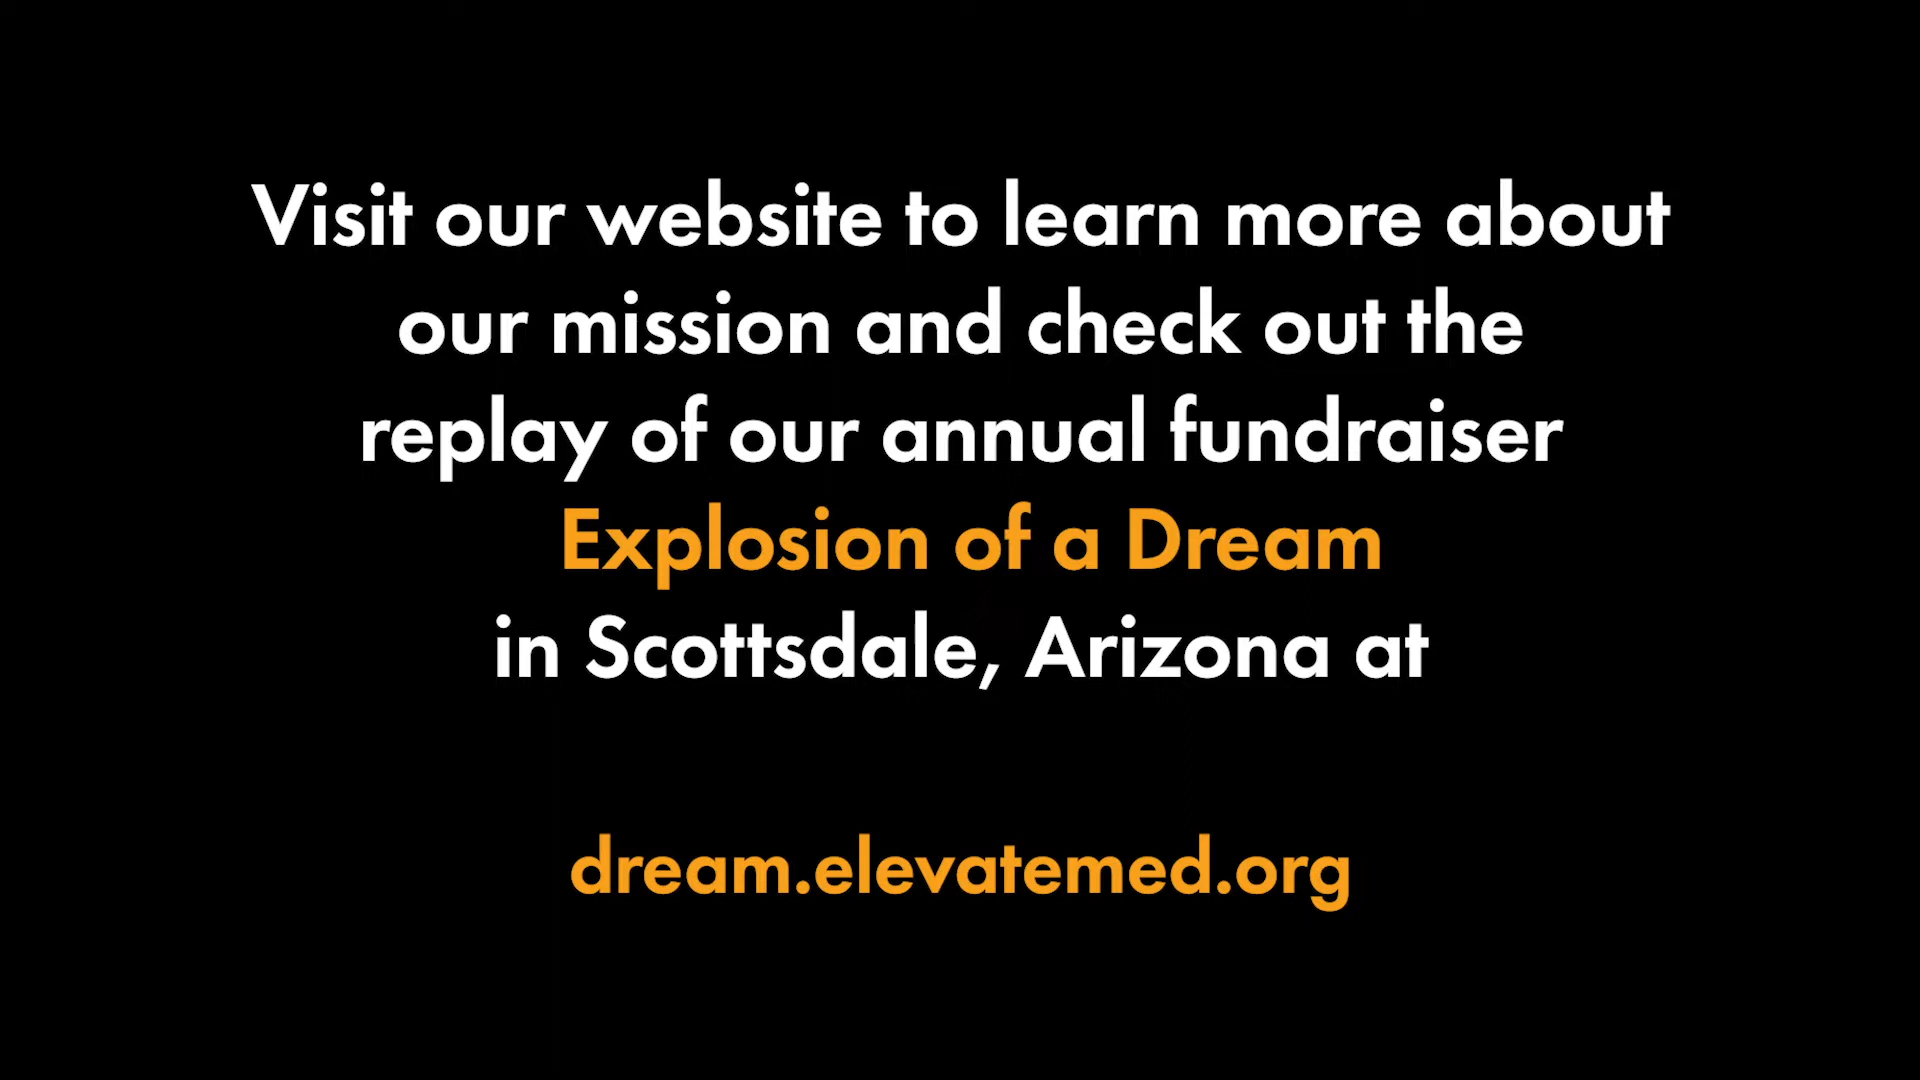 Visit our website to learn more about
our mission and check out the
replay of our annual fundraiser
Explosion of a Dream
in Scottsdale, Arizona at
dream.elevatemed.org